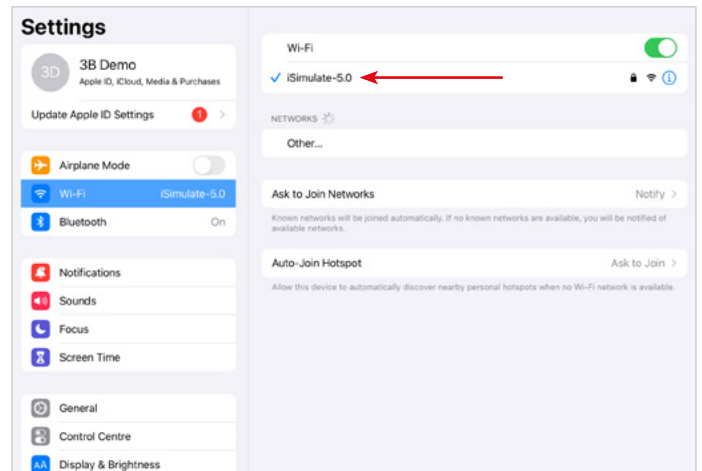 Settings
3D
3B Demo
Apple ID, iCloud, Media & Purchases
Update Apple ID Settings
1
Airplane Mode
Wi-Fi iSimulate-5.0
Bluetooth On
Notifications
Sounds
Focus
Screen Time
General
Control Centre
AA Display & Brightness
Wi-Fi
iSimulate-5.0
NETWORKS
Other...
Ask to Join Networks Notify
Known networks will be joined automatically. If no known networks are available, you will be notified of
available networks.
Auto-Join Hotspot Ask to Join
Allow this device to automatically discover nearby personal hotspots when no Wi-Fi network is available.